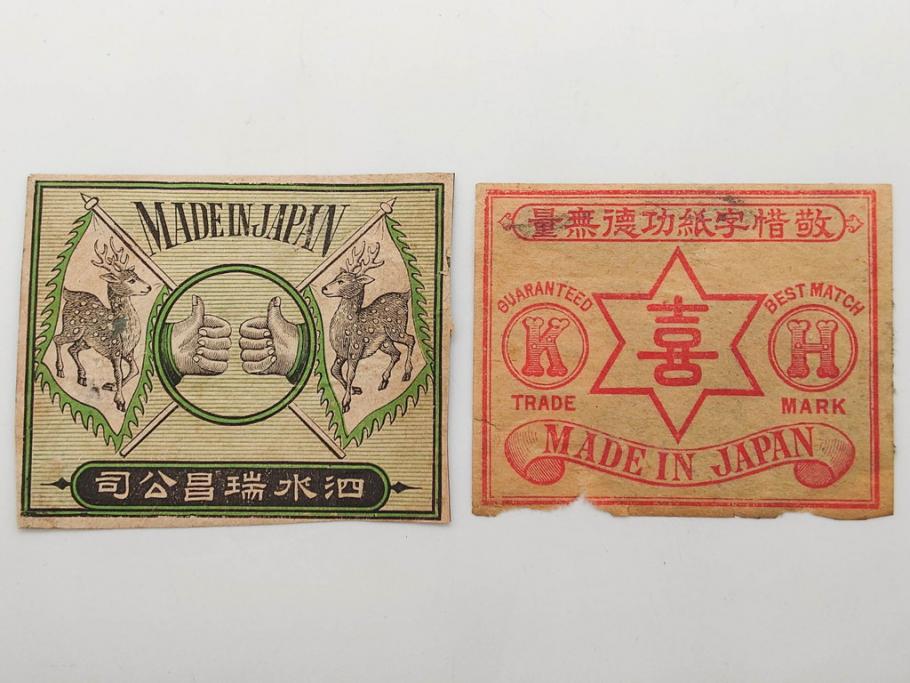 MADE IN JAPAN
泗水瑞昌公司
敬惜字紙功德無量
GUARANTEED
BEST MATCH
K
喜
H
TRADE
MARK
MADE IN JAPAN